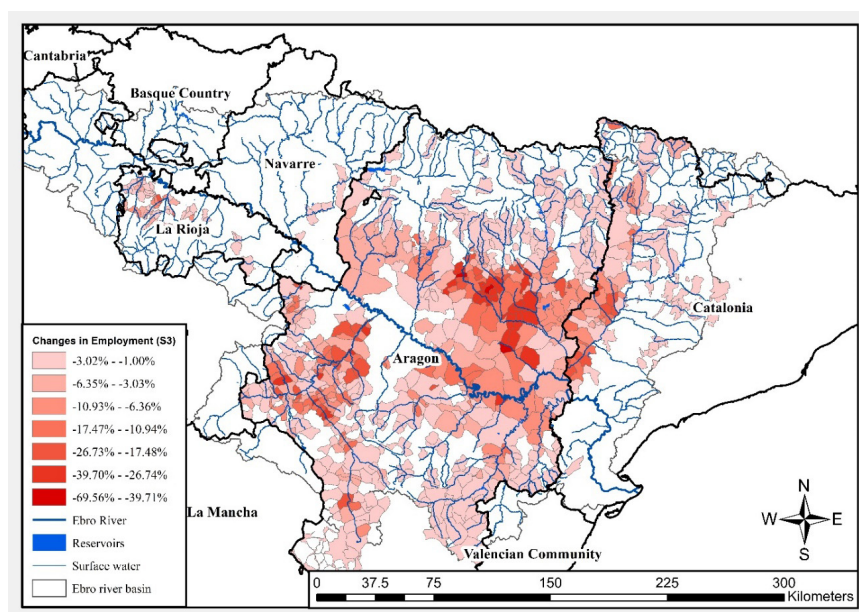 Cantabria
Basque Country
Navarre
La Rioja
Catalonia
Aragon
La Mancha
Valencian Community
Changes in Employment (S3)
-3.02% - -1.00%
-6.35% - -3.03%
-10.93% - -6.36%
-17.47% - -10.94%
-26.73% - -17.48%
-39.70% - -26.74%
-69.56% - -39.71%
Ebro River
Reservoirs
Surface water
Ebro river basin
N
W E
S
0 37.5 75 150 225 300
Kilometers